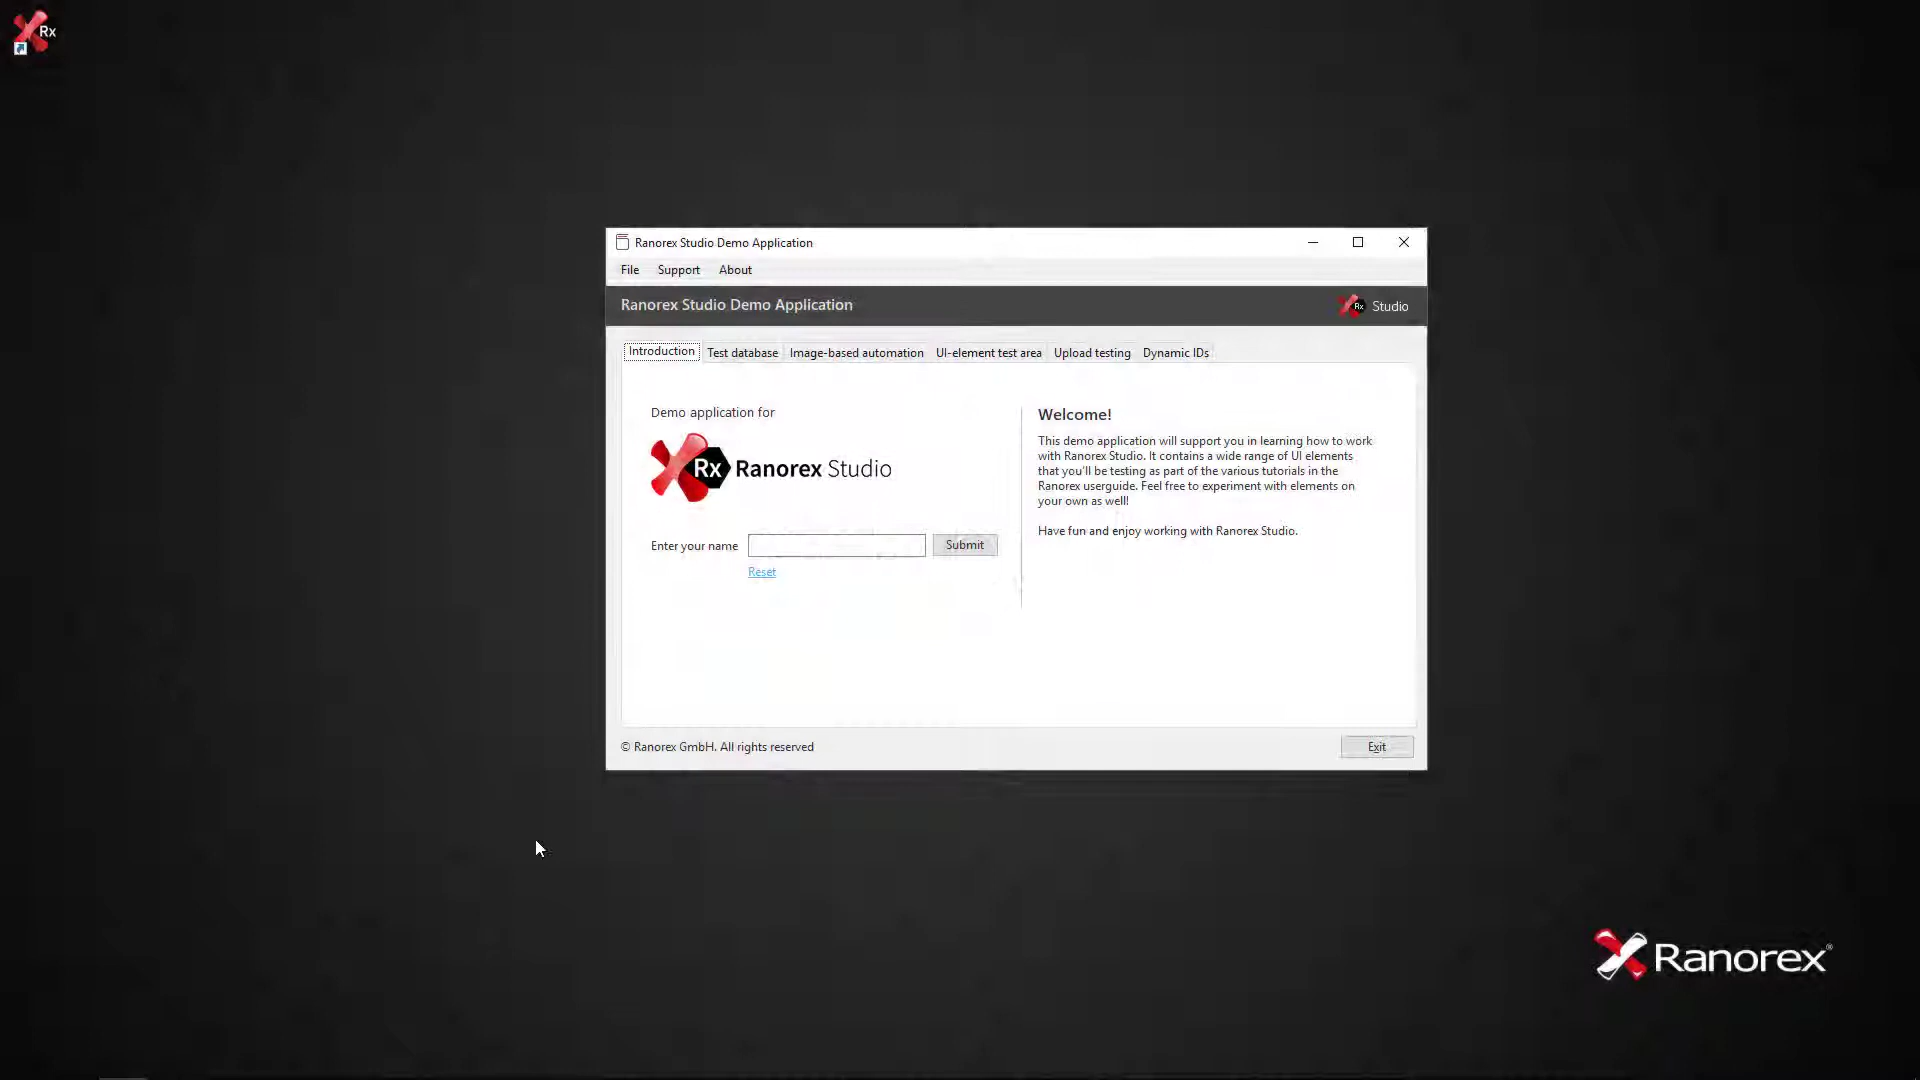 Rx
Ranorex Studio Demo Application
File Support About
Ranorex Studio Demo Application
Rx Studio
Introduction Test database Image-based automation UI-element test area Upload testing Dynamic IDs
Demo application for
Rx Ranorex Studio
Enter your name
Submit
Reset
Welcome!
This demo application will support you in learning how to work
with Ranorex Studio. It contains a wide range of UI elements
that you'll be testing as part of the various tutorials in the
Ranorex userguide. Feel free to experiment with elements on
your own as well!
Have fun and enjoy working with Ranorex Studio.
© Ranorex GmbH. All rights reserved
Exit
Ranorex®